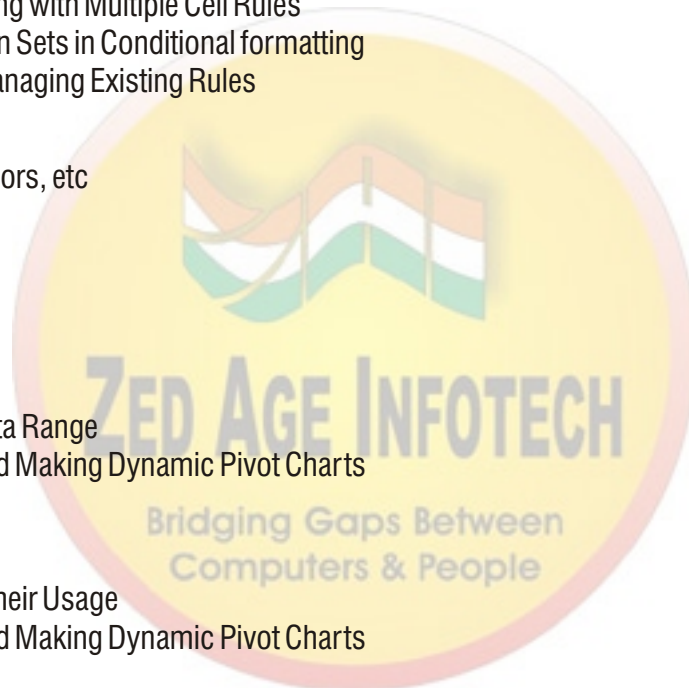 ng with Multiple Cell Rules
n Sets in Conditional formatting
anaging Existing Rules
ors, etc
ta Range
d Making Dynamic Pivot Charts
heir Usage
d Making Dynamic Pivot Charts
ZED AGE INFOTECH
Bridging Gaps Between
Computers & People